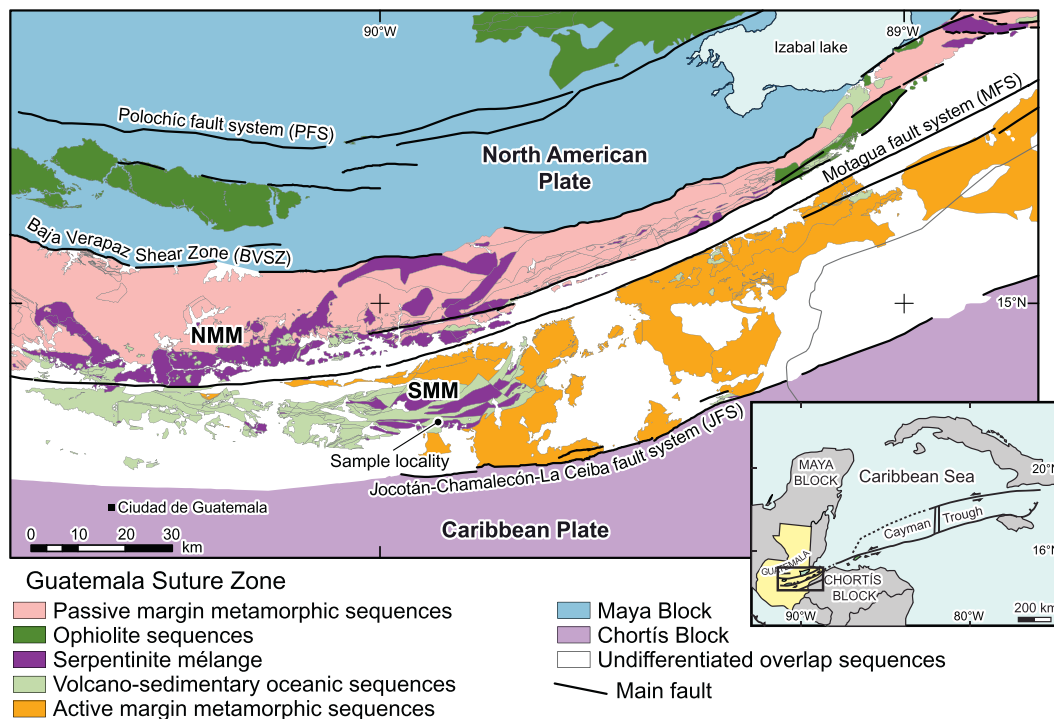 90°W
89°W
Izabal lake
Polochíc fault system (PFS)
North American
Plate
Motagua fault system (MFS)
Baja Verapaz Shear Zone (BVSZ)
15°N
NMM
SMM
Sample locality
Jocotán-Chamalecón-La Ceiba fault system (JFS)
Ciudad de Guatemala
Caribbean Plate
0 10 20 30
km
MAYA
BLOCK
Caribbean Sea
20°N
Cayman Trough
16°N
GUATEMALA
CHORTÍS
BLOCK
90°W
80°W
200 km
Guatemala Suture Zone
Passive margin metamorphic sequences
Ophiolite sequences
Serpentinite mélange
Volcano-sedimentary oceanic sequences
Active margin metamorphic sequences
Maya Block
Chortís Block
Undifferentiated overlap sequences
Main fault